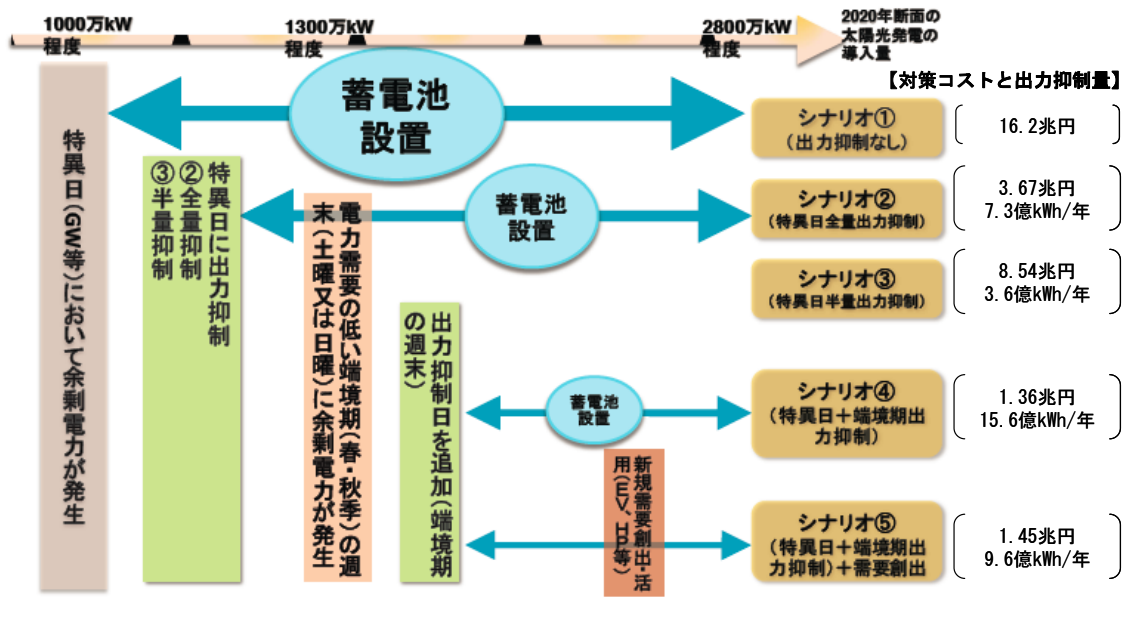 1000万kW
程度
1300万kW
程度
2800万kW
程度
2020年断面の
太陽光発電の
導入量
【対策コストと出力抑制量】
特異日(GW等)において余剰電力が発生
特異日に出力抑制
②全量抑制
③半量抑制
電力需要の低い端境期(春・秋季)の週
末(土曜又は日曜)に余剰電力が発生
出力抑制日を追加(端境期
の週末)
蓄電池
設置
シナリオ①
(出力抑制なし)
16.2兆円
蓄電池
設置
シナリオ②
(特異日全量出力抑制)
3.67兆円
7.3億kWh/年
シナリオ③
(特異日半量出力抑制)
8.54兆円
3.6億kWh/年
蓄電池
設置
シナリオ④
(特異日+端境期出
力抑制)
1.36兆円
15.6億kWh/年
新規需要創出・活
用(EV、HP等)
シナリオ⑤
(特異日+端境期出
力抑制)+需要創出
1.45兆円
9.6億kWh/年